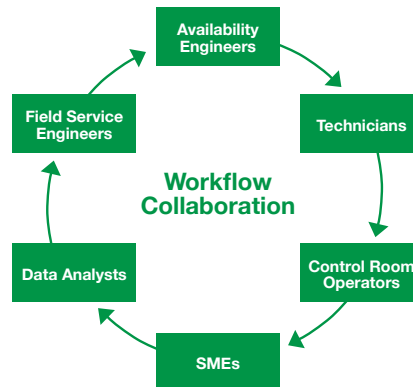 Availability
Engineers
Technicians
Control Room
Operators
SMEs
Data Analysts
Field Service
Engineers
Workflow
Collaboration